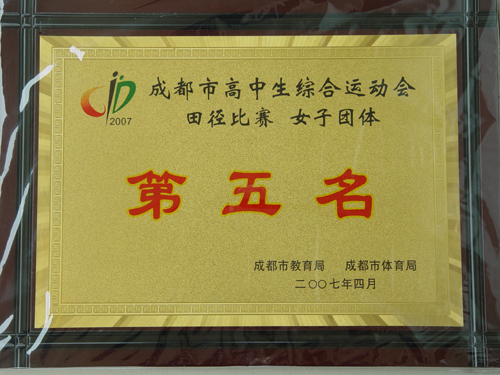 成都市高中生综合运动会
2007
田径比赛 女子团体
第五名
成都市教育局 成都市体育局
二〇〇七年四月